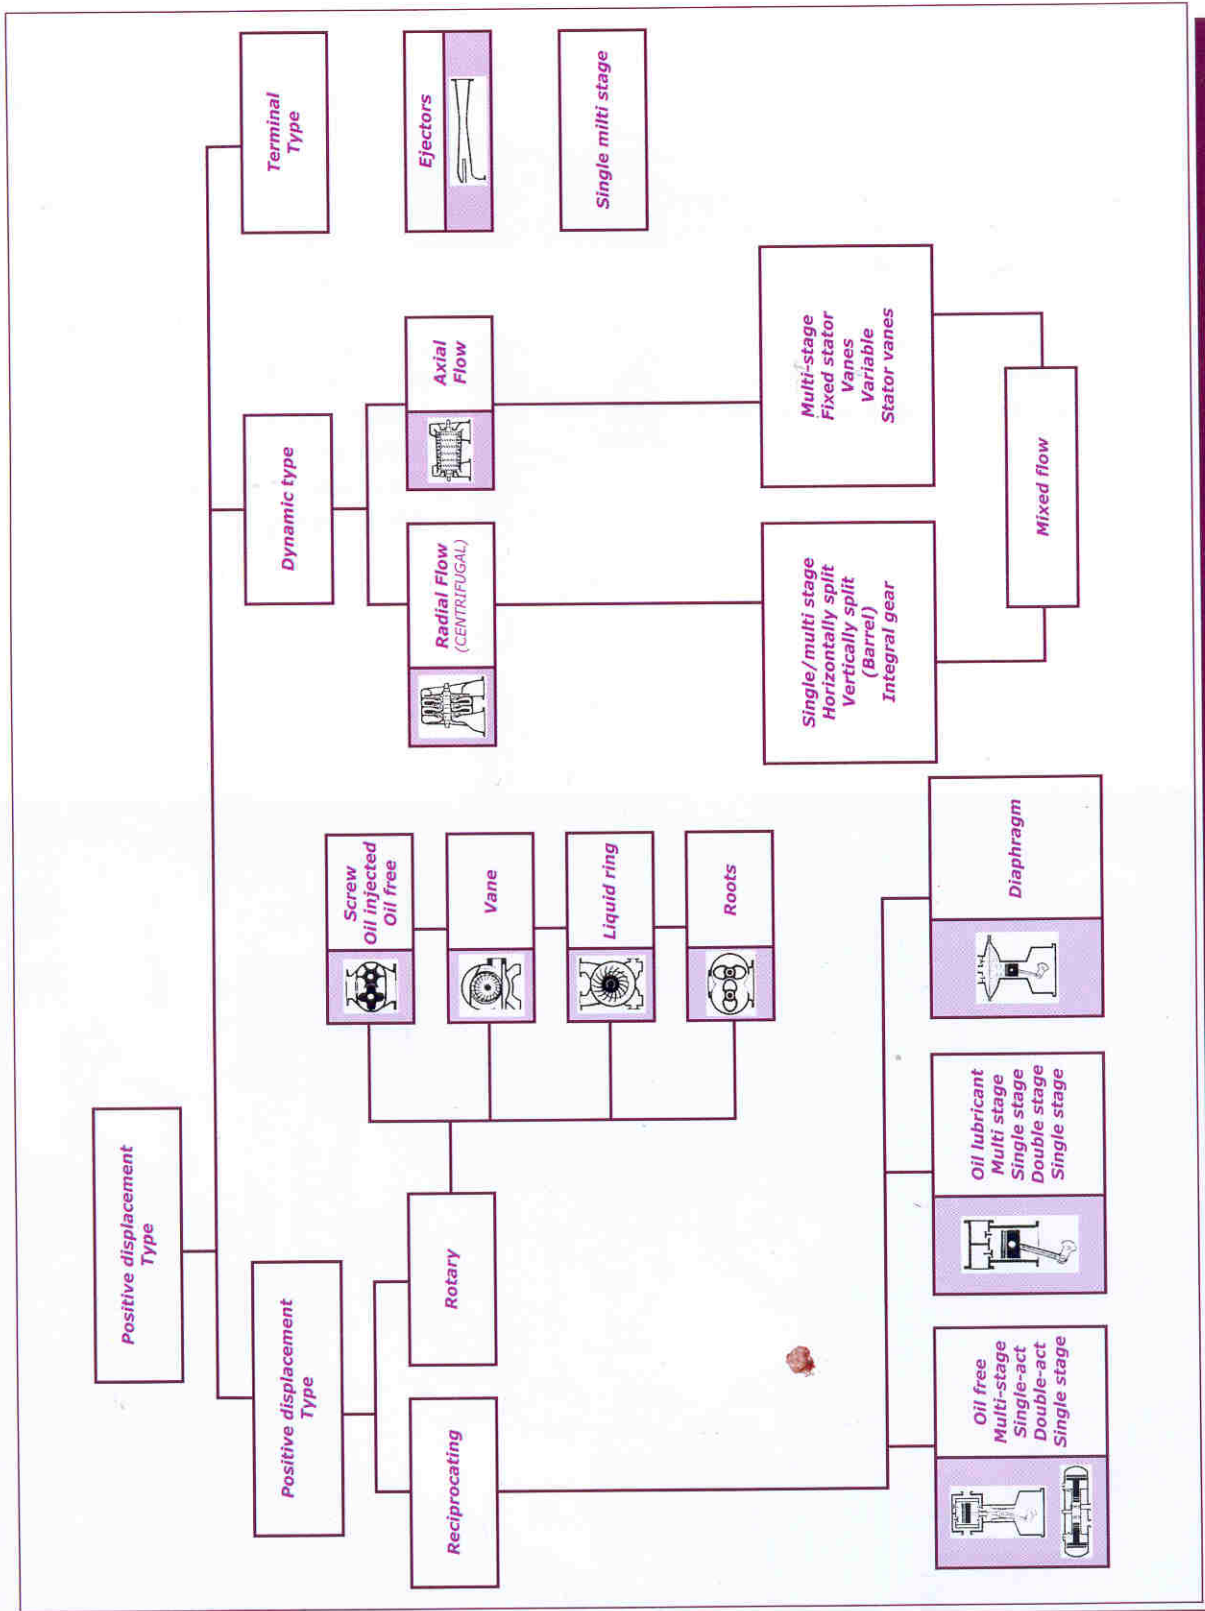 Positive displacement
Type
Positive displacement
Type
Dynamic type
Terminal
Type
Reciprocating
Rotary
Radial Flow
(CENTRIFUGAL)
Axial
Flow
Ejectors
Single milti stage
Screw
Oil injected
Oil free
Vane
Liquid ring
Roots
Single/multi stage
Horizontally split
Vertically split
(Barrel)
Integral gear
Multi-stage
Fixed stator
Vanes
Variable
Stator vanes
Mixed flow
Oil free
Multi-stage
Single-act
Double-act
Single stage
Oil lubricant
Multi stage
Single stage
Double stage
Single stage
Diaphragm